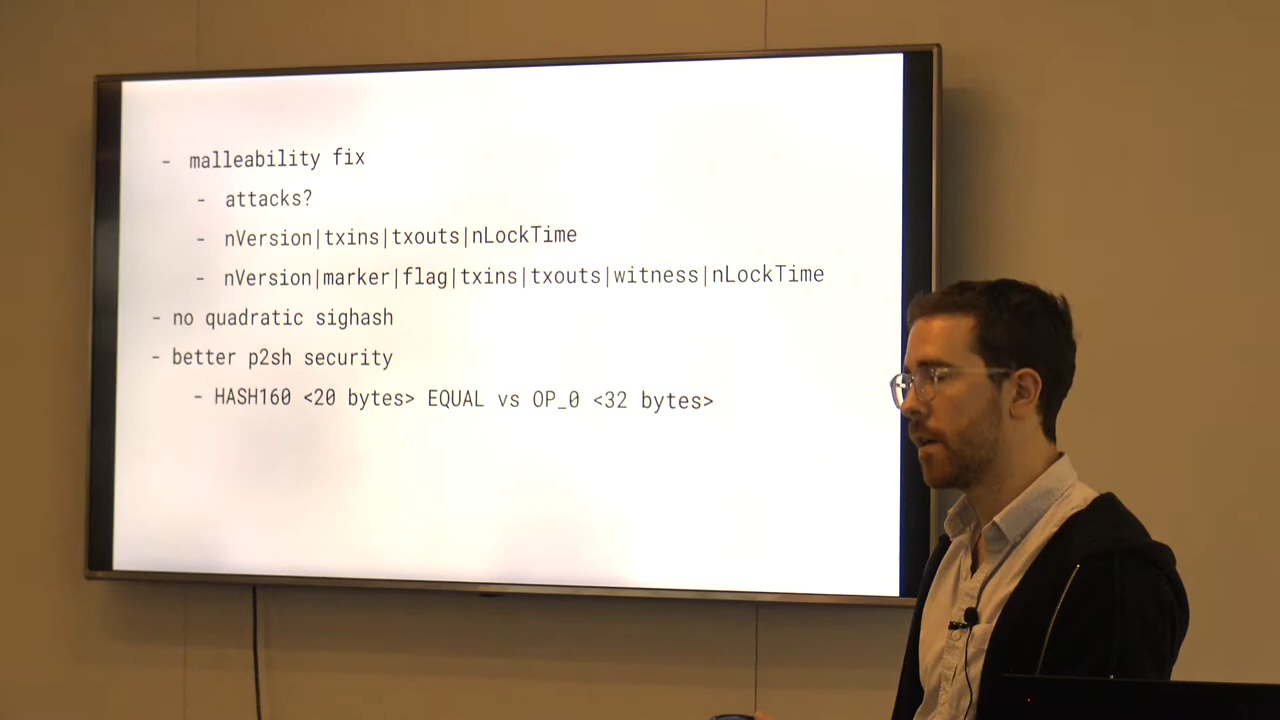 - malleability fix
- attacks?
- nVersion|txins|txouts|nLockTime
- nVersion|marker|flag|txins|txouts|witness|nLockTime
- no quadratic sighash
- better p2sh security
- HASH160 <20 bytes> EQUAL vs OP_0 <32 bytes>